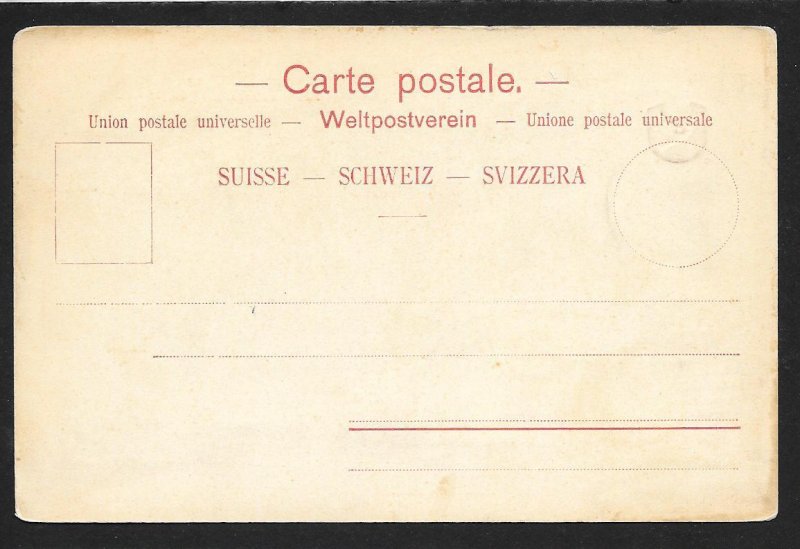 — Carte postale. —
Union postale universelle — Weltpostverein — Unione postale universale
SUISSE — SCHWEIZ — SVIZZERA